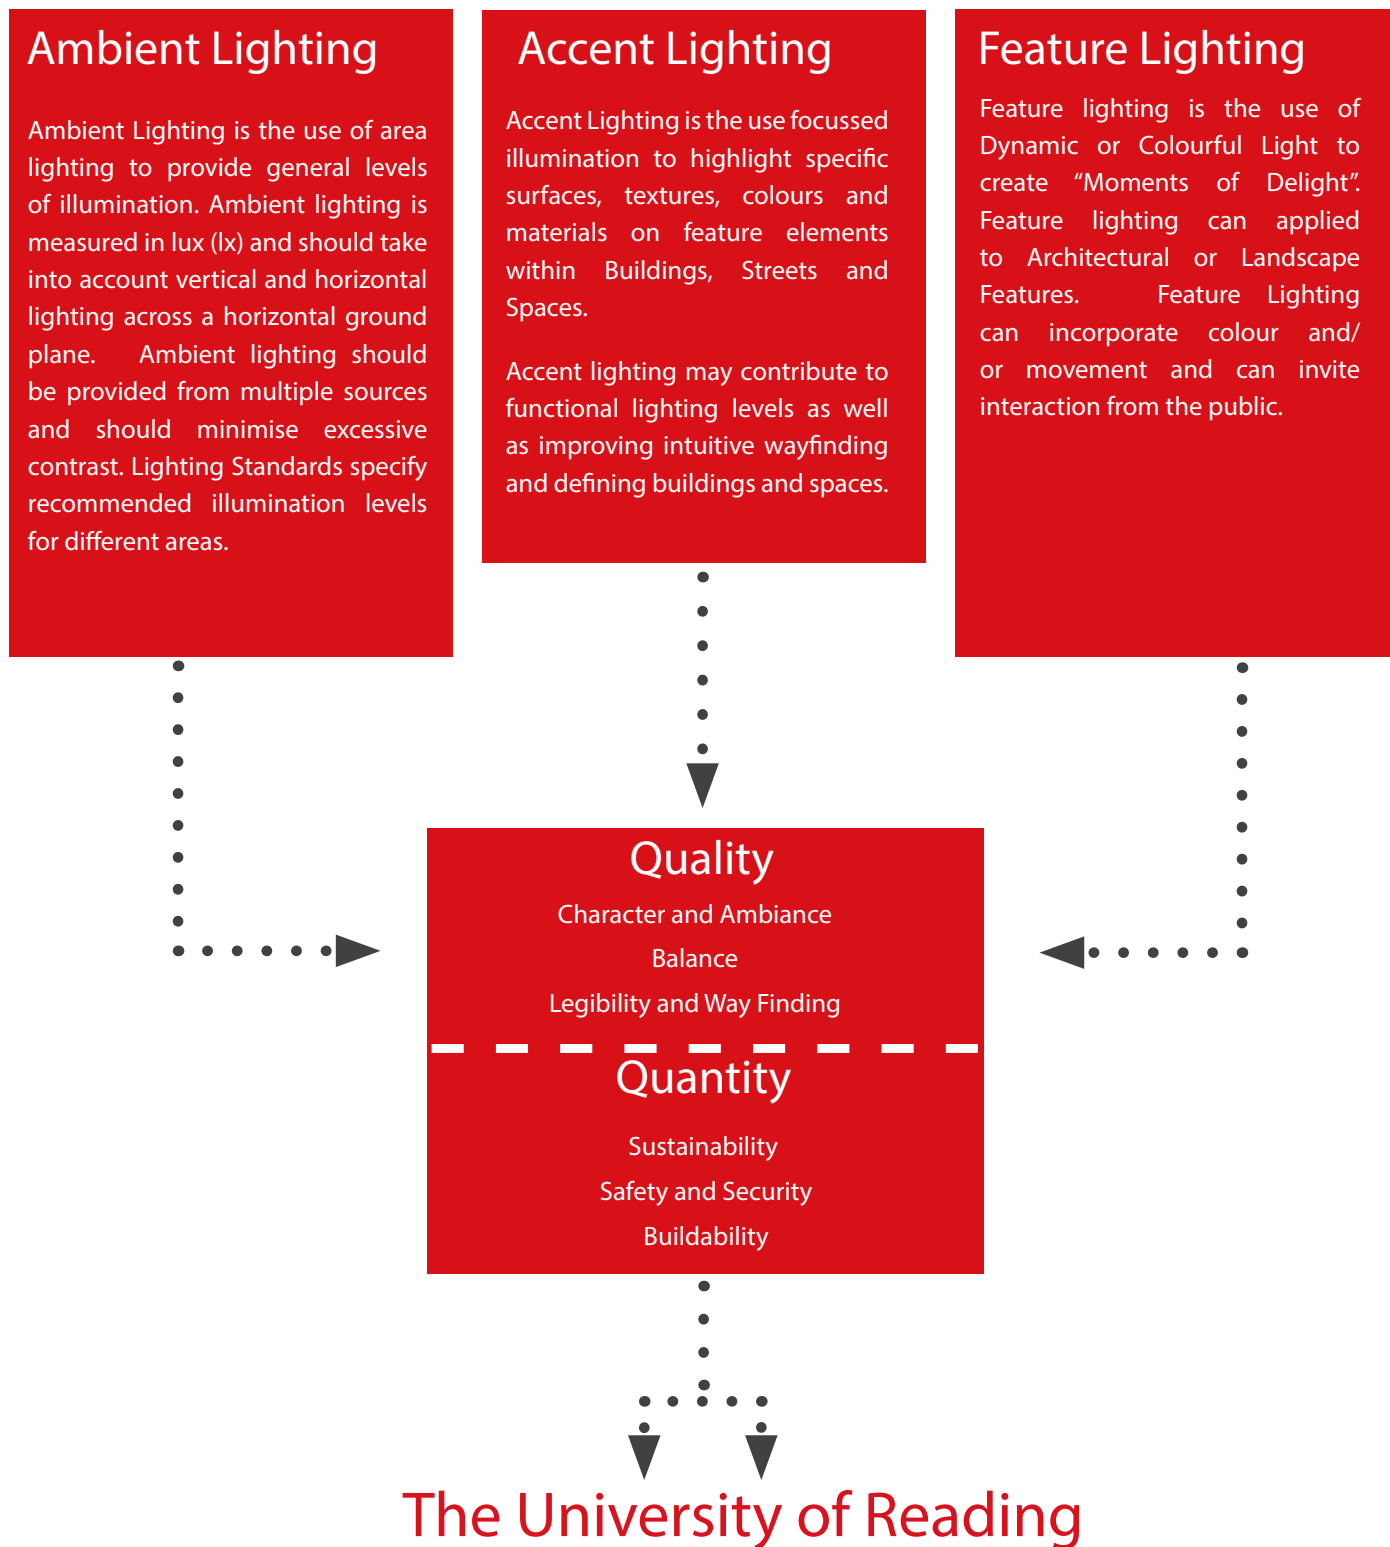 Ambient Lighting
Ambient Lighting is the use of area
lighting to provide general levels
of illumination. Ambient lighting is
measured in lux (lx) and should take
into account vertical and horizontal
lighting across a horizontal ground
plane. Ambient lighting should
be provided from multiple sources
and should minimise excessive
contrast. Lighting Standards specify
recommended illumination levels
for different areas.
Accent Lighting
Accent Lighting is the use focussed
illumination to highlight specific
surfaces, textures, colours and
materials on feature elements
within Buildings, Streets and
Spaces.
Accent lighting may contribute to
functional lighting levels as well
as improving intuitive wayfinding
and defining buildings and spaces.
Feature Lighting
Feature lighting is the use of
Dynamic or Colourful Light to
create “Moments of Delight”.
Feature lighting can applied
to Architectural or Landscape
Features. Feature Lighting
can incorporate colour and/
or movement and can invite
interaction from the public.
Quality
Character and Ambiance
Balance
Legibility and Way Finding
Quantity
Sustainability
Safety and Security
Buildability
The University of Reading